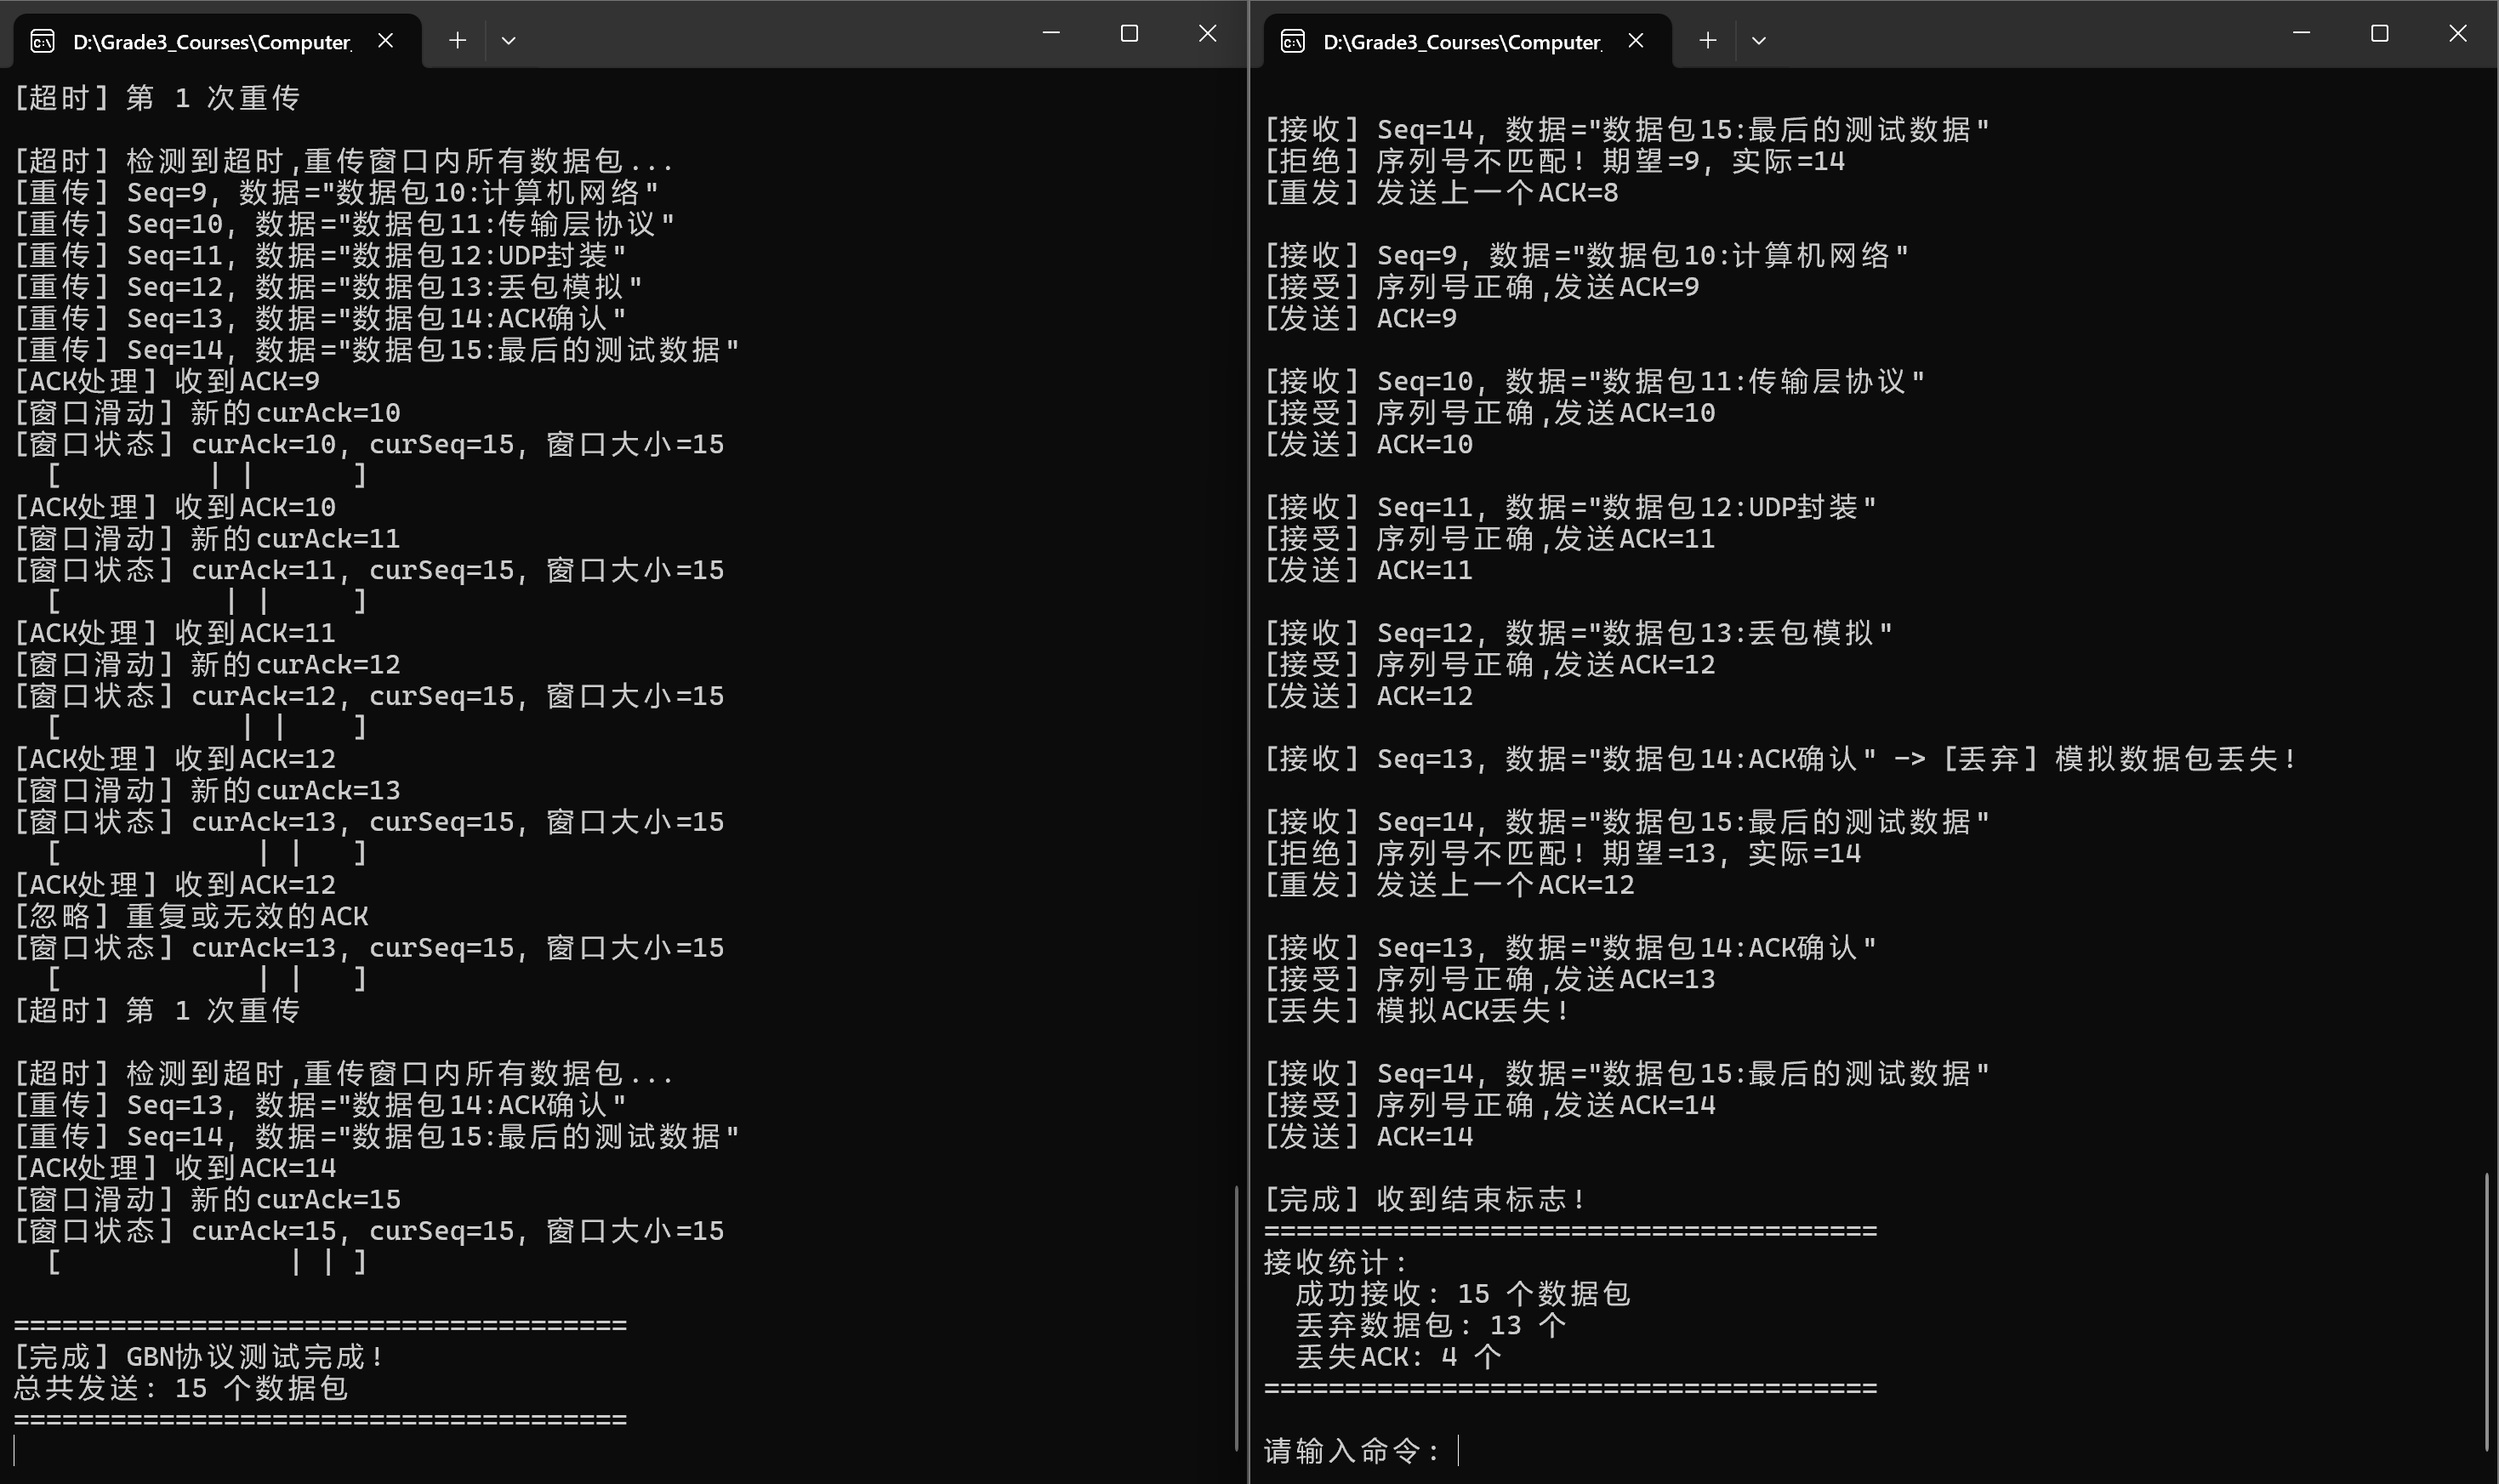 D:\Grade3_Courses\Computer_
[超时] 第 1 次重传
[超时] 检测到超时,重传窗口内所有数据包...
[重传] Seq=9, 数据="数据包10:计算机网络"
[重传] Seq=10, 数据="数据包11:传输层协议"
[重传] Seq=11, 数据="数据包12:UDP封装"
[重传] Seq=12, 数据="数据包13:丢包模拟"
[重传] Seq=13, 数据="数据包14:ACK确认"
[重传] Seq=14, 数据="数据包15:最后的测试数据"
[ACK处理] 收到ACK=9
[窗口滑动] 新的curAck=10
[窗口状态] curAck=10, curSeq=15, 窗口大小=15
  [         | |      ]
[ACK处理] 收到ACK=10
[窗口滑动] 新的curAck=11
[窗口状态] curAck=11, curSeq=15, 窗口大小=15
  [          | |     ]
[ACK处理] 收到ACK=11
[窗口滑动] 新的curAck=12
[窗口状态] curAck=12, curSeq=15, 窗口大小=15
  [           | |    ]
[ACK处理] 收到ACK=12
[窗口滑动] 新的curAck=13
[窗口状态] curAck=13, curSeq=15, 窗口大小=15
  [            | |   ]
[ACK处理] 收到ACK=12
[忽略] 重复或无效的ACK
[窗口状态] curAck=13, curSeq=15, 窗口大小=15
  [            | |   ]
[超时] 第 1 次重传
[超时] 检测到超时,重传窗口内所有数据包...
[重传] Seq=13, 数据="数据包14:ACK确认"
[重传] Seq=14, 数据="数据包15:最后的测试数据"
[ACK处理] 收到ACK=14
[窗口滑动] 新的curAck=15
[窗口状态] curAck=15, curSeq=15, 窗口大小=15
  [              | | ]
======================================
[完成] GBN协议测试完成!
总共发送: 15 个数据包
======================================
D:\Grade3_Courses\Computer_
[接收] Seq=14, 数据="数据包15:最后的测试数据"
[拒绝] 序列号不匹配! 期望=9, 实际=14
[重发] 发送上一个ACK=8
[接收] Seq=9, 数据="数据包10:计算机网络"
[接受] 序列号正确,发送ACK=9
[发送] ACK=9
[接收] Seq=10, 数据="数据包11:传输层协议"
[接受] 序列号正确,发送ACK=10
[发送] ACK=10
[接收] Seq=11, 数据="数据包12:UDP封装"
[接受] 序列号正确,发送ACK=11
[发送] ACK=11
[接收] Seq=12, 数据="数据包13:丢包模拟"
[接受] 序列号正确,发送ACK=12
[发送] ACK=12
[接收] Seq=13, 数据="数据包14:ACK确认" -> [丢弃] 模拟数据包丢失!
[接收] Seq=14, 数据="数据包15:最后的测试数据"
[拒绝] 序列号不匹配! 期望=13, 实际=14
[重发] 发送上一个ACK=12
[接收] Seq=13, 数据="数据包14:ACK确认"
[接受] 序列号正确,发送ACK=13
[丢失] 模拟ACK丢失!
[接收] Seq=14, 数据="数据包15:最后的测试数据"
[接受] 序列号正确,发送ACK=14
[发送] ACK=14
[完成] 收到结束标志!
======================================
接收统计:
  成功接收: 15 个数据包
  丢弃数据包: 13 个
  丢失ACK: 4 个
======================================
请输入命令: